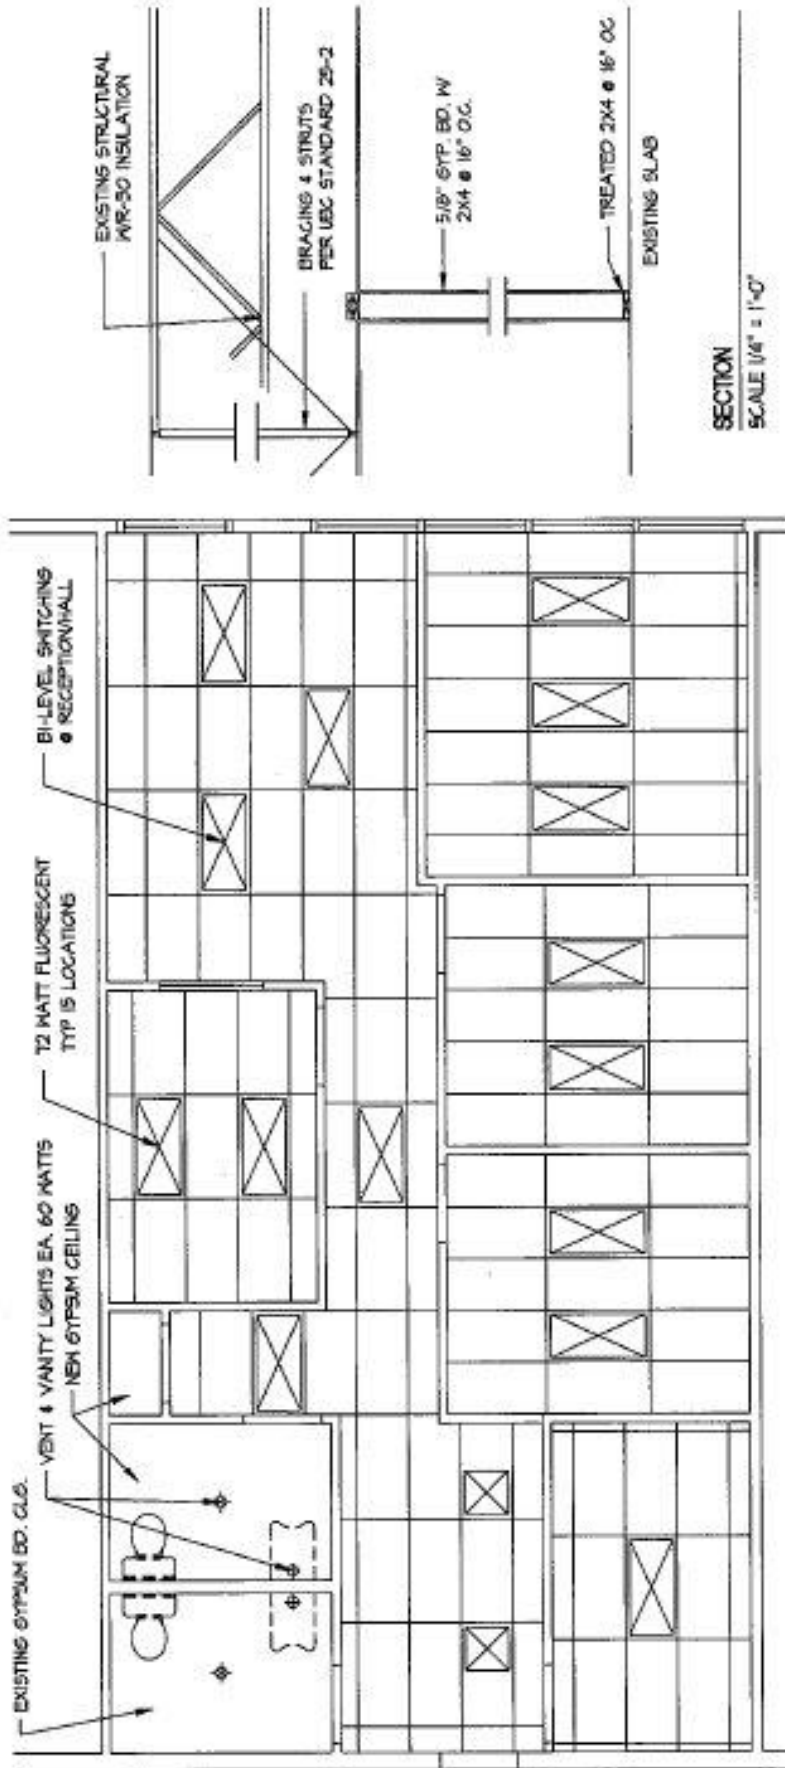 EXISTING GYPSUM BD. CLG.
VENT & VANITY LIGHTS EA. 60 WATTS
NEW GYPSUM CEILING
72 WATT FLUORESCENT
TYP 15 LOCATIONS
BI-LEVEL SWITCHING
@ RECEPTION/HALL
EXISTING STRUCTURAL
W/R-30 INSULATION
BRACING & STRUTS
PER UBC STANDARD 25-2
5/8" GYP. BD. W/
2X4 @ 16" O.C.
TREATED 2X4 @ 16" OC
EXISTING SLAB
SECTION
SCALE 1/4" = 1'-0"